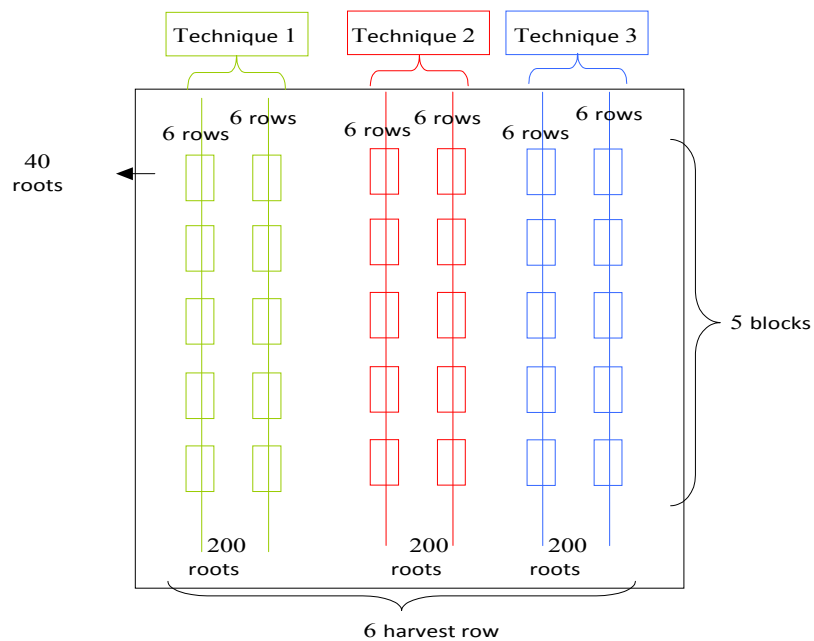 Technique 1
Technique 2
Technique 3
6 rows
6 rows
6 rows
6 rows
6 rows
6 rows
40
roots
5 blocks
200
roots
200
roots
200
roots
6 harvest row